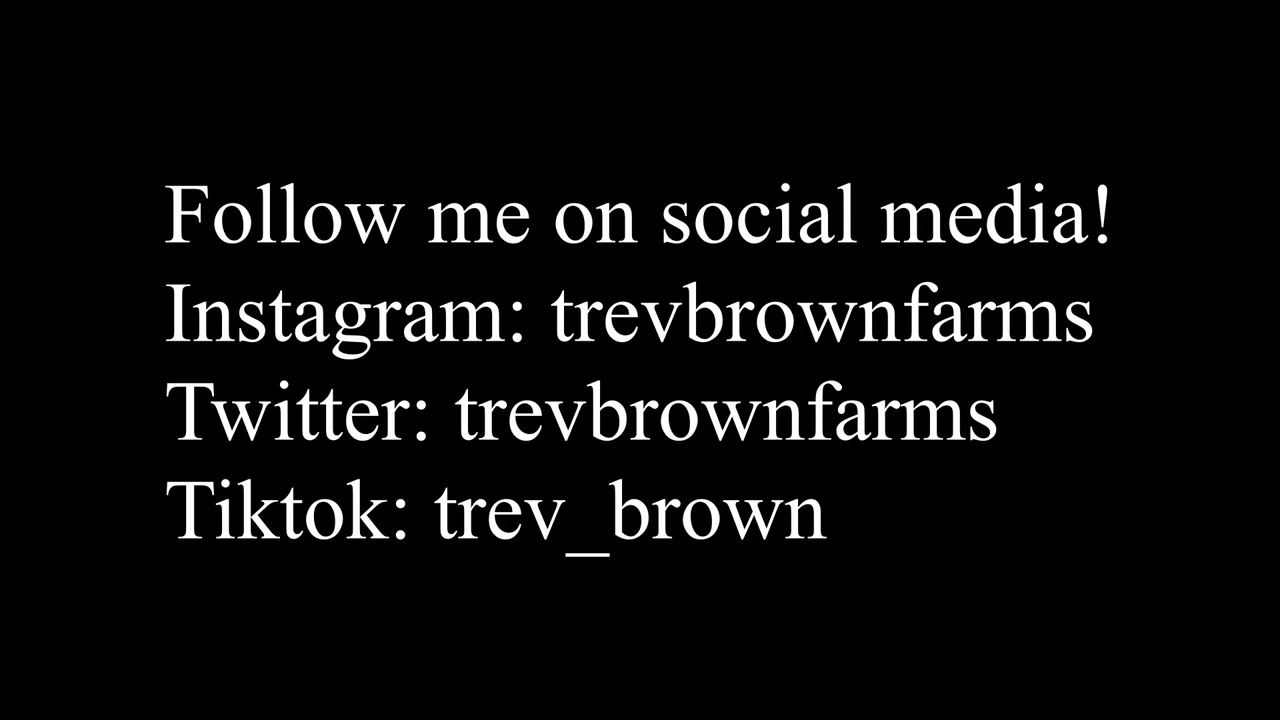 Follow me on social media!
Instagram: trevbrownfarms
Twitter: trevbrownfarms
Tiktok: trev_brown